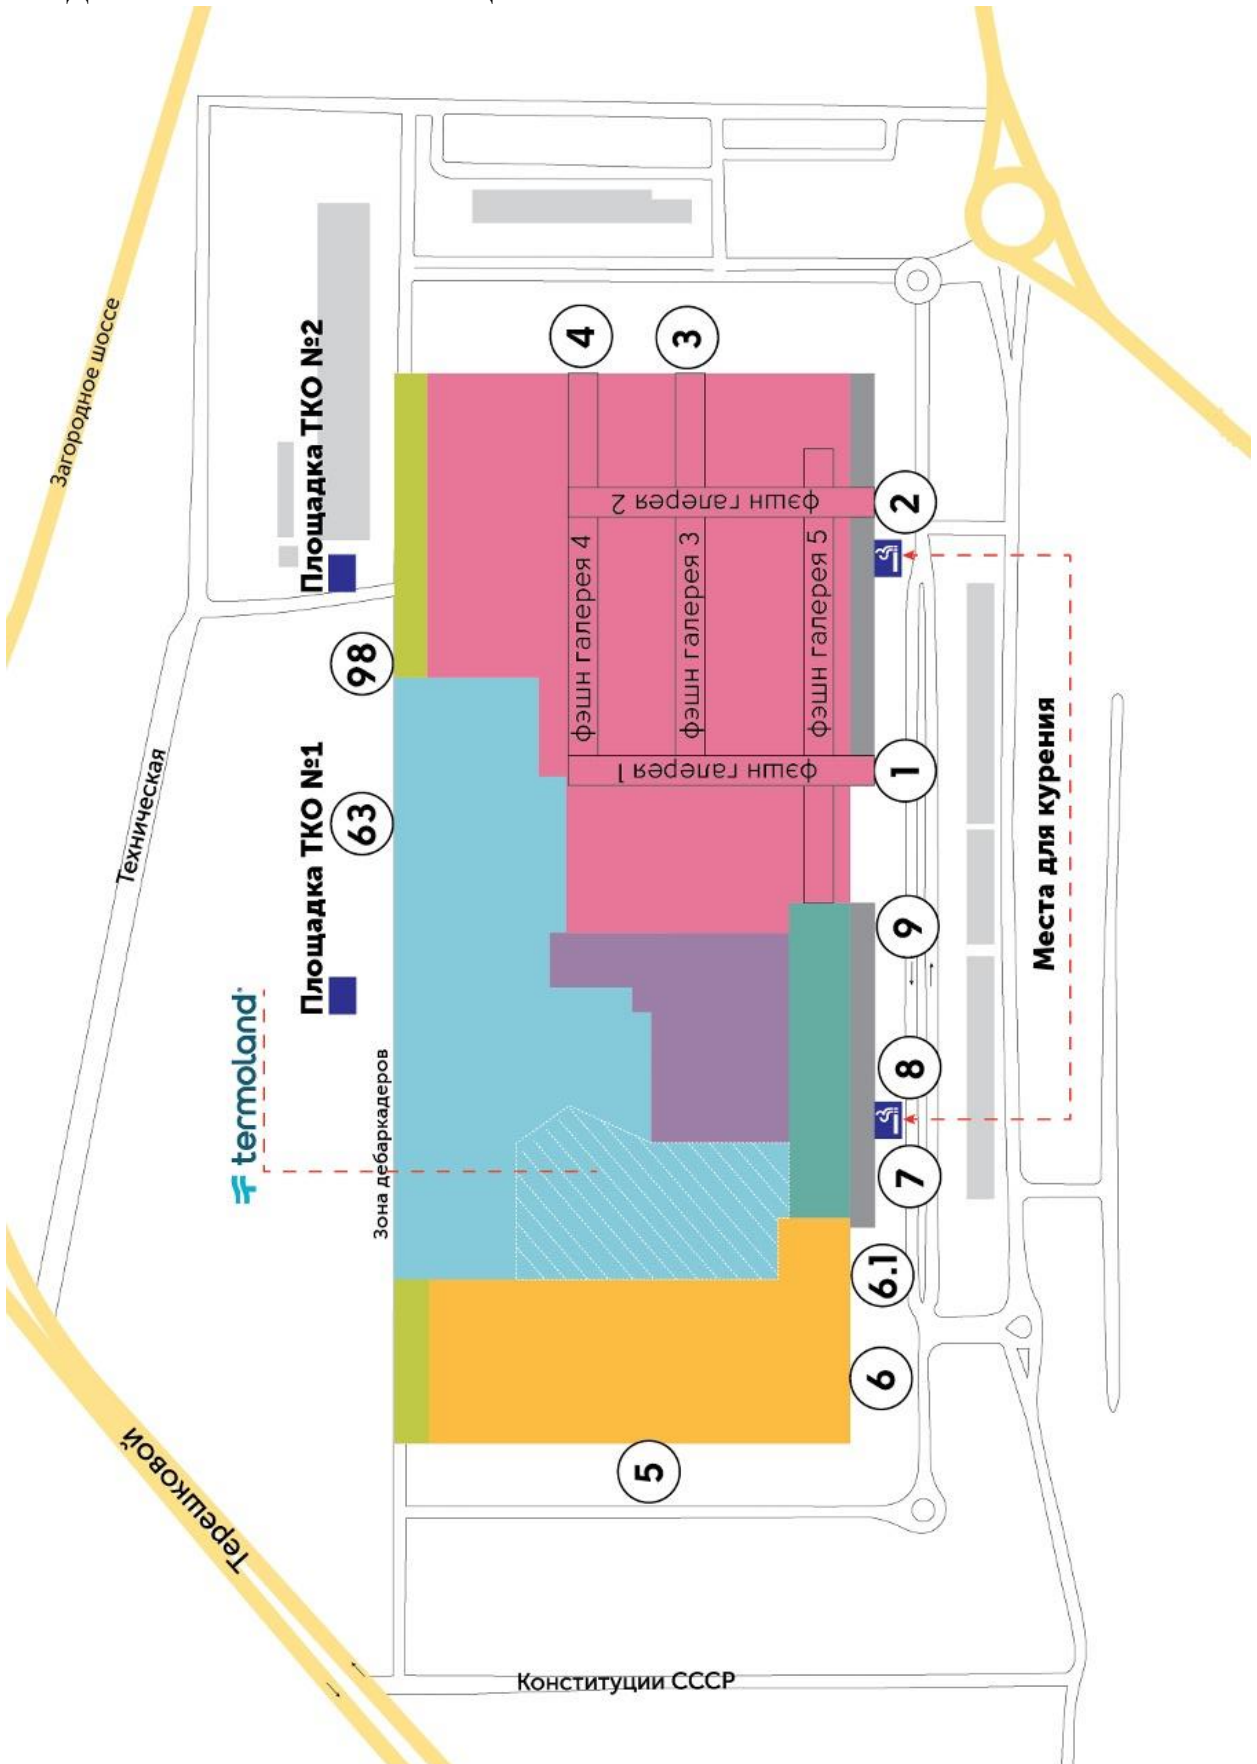 Загородное шоссе
Техническая
Терешковой
termoland
Площадка ТКО №1
Площадка ТКО №2
63
98
Зона дебаркадеров
4
3
5
фэшн галерея 4
фэшн галерея 3
фэшн галерея 5
фэшн галерея 1
фэшн галерея 2
6
6.1
7
8
9
1
2
Места для курения
Конституции СССР